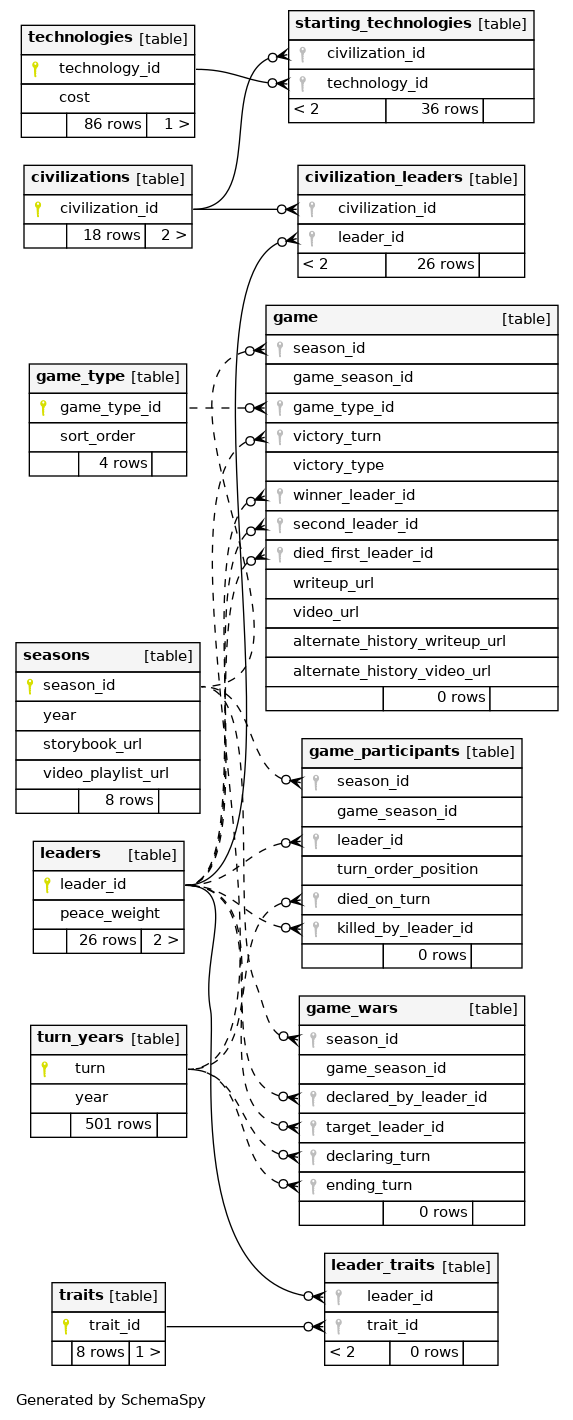 technologies [table]
technology_id
cost
86 rows 1 >
starting_technologies [table]
civilization_id
technology_id
< 2 36 rows
civilizations [table]
civilization_id
18 rows 2 >
civilization_leaders [table]
civilization_id
leader_id
< 2 26 rows
game [table]
season_id
game_season_id
game_type_id
victory_turn
victory_type
winner_leader_id
second_leader_id
died_first_leader_id
writeup_url
video_url
alternate_history_writeup_url
alternate_history_video_url
0 rows
game_type [table]
game_type_id
sort_order
4 rows
seasons [table]
season_id
year
storybook_url
video_playlist_url
8 rows
game_participants [table]
season_id
game_season_id
leader_id
turn_order_position
died_on_turn
killed_by_leader_id
0 rows
leaders [table]
leader_id
peace_weight
26 rows 2 >
game_wars [table]
season_id
game_season_id
declared_by_leader_id
target_leader_id
declaring_turn
ending_turn
0 rows
turn_years [table]
turn
year
501 rows
leader_traits [table]
leader_id
trait_id
< 2 0 rows
traits [table]
trait_id
8 rows 1 >
Generated by SchemaSpy